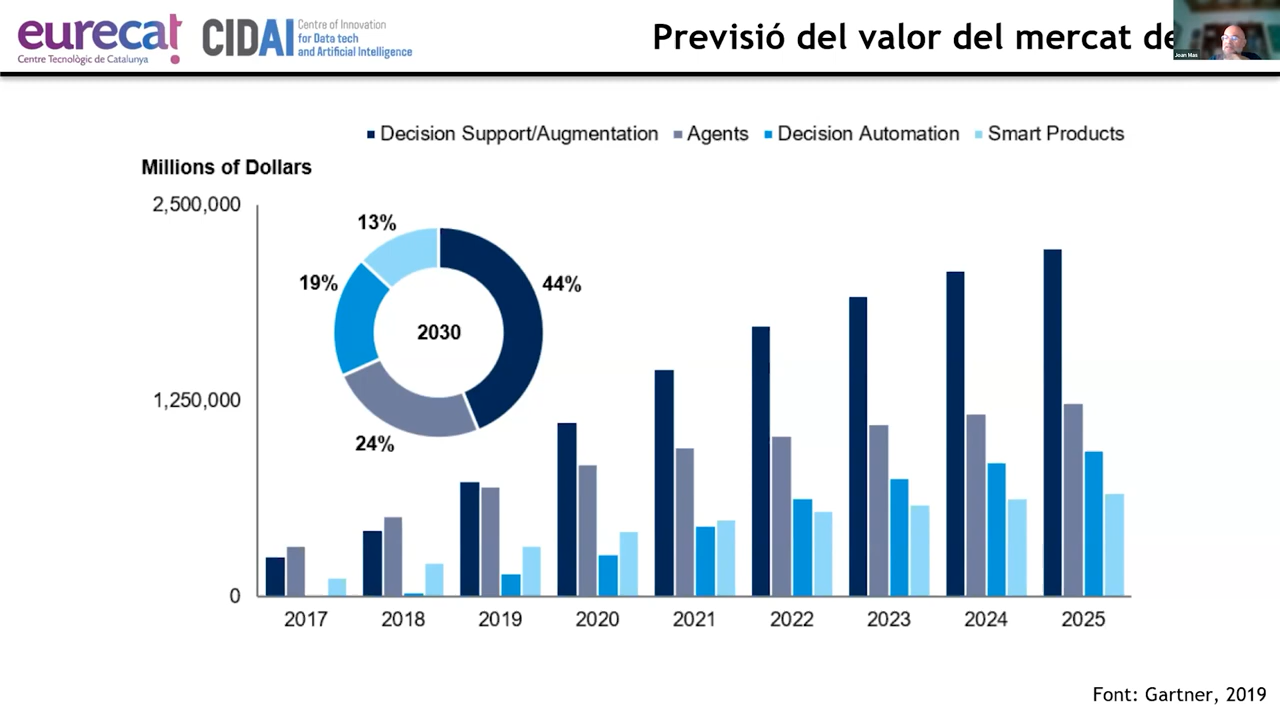 eurecat
Centre Tecnològic de Catalunya
CIDAI
Centre of Innovation
for Data tech
and Artificial Intelligence
Previsió del valor del mercat de
Joan Mas
Decision Support/Augmentation Agents Decision Automation Smart Products
Millions of Dollars
2,500,000
1,250,000
0
13%
19%
44%
2030
24%
2017 2018 2019 2020 2021 2022 2023 2024 2025
Font: Gartner, 2019